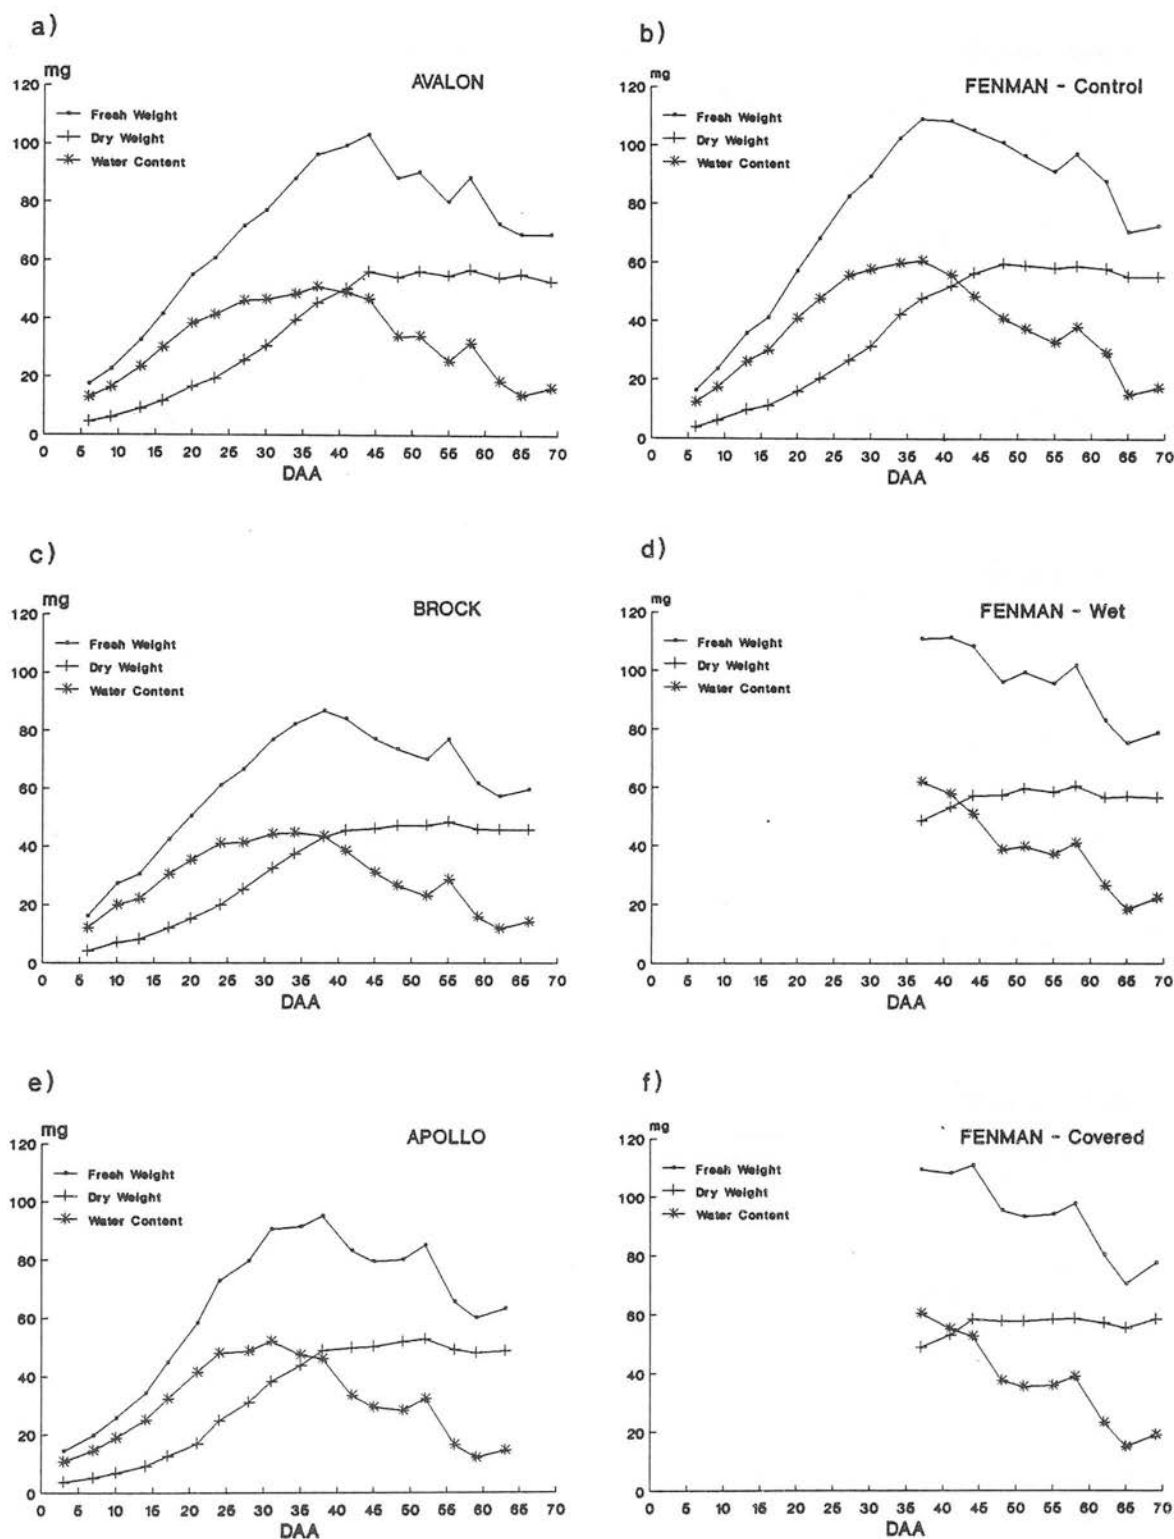 a)
mg
AVALON
120
100
80
60
40
20
0
Fresh Weight
Dry Weight
Water Content
0 5 10 15 20 25 30 35 40 45 50 55 60 65 70
DAA
b)
mg
FENMAN - Control
120
100
80
60
40
20
0
Fresh Weight
Dry Weight
Water Content
0 5 10 15 20 25 30 35 40 45 50 55 60 65 70
DAA
c)
mg
BROCK
120
100
80
60
40
20
0
Fresh Weight
Dry Weight
Water Content
0 5 10 15 20 25 30 35 40 45 50 55 60 65 70
DAA
d)
mg
FENMAN - Wet
120
100
80
60
40
20
0
Fresh Weight
Dry Weight
Water Content
0 5 10 15 20 25 30 35 40 45 50 55 60 65 70
DAA
e)
mg
APOLLO
120
100
80
60
40
20
0
Fresh Weight
Dry Weight
Water Content
0 5 10 15 20 25 30 35 40 45 50 55 60 65 70
DAA
f)
mg
FENMAN - Covered
120
100
80
60
40
20
0
Fresh Weight
Dry Weight
Water Content
0 5 10 15 20 25 30 35 40 45 50 55 60 65 70
DAA